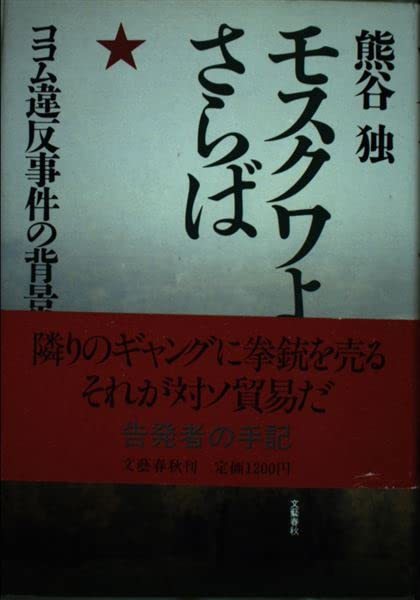 熊谷 独
モスクワよ
さらば
ココム違反事件の背景
隣りのギャングに拳銃を売る
それが対ソ貿易だ
告発者の手記
文藝春秋刊 定価1200円
文藝春秋